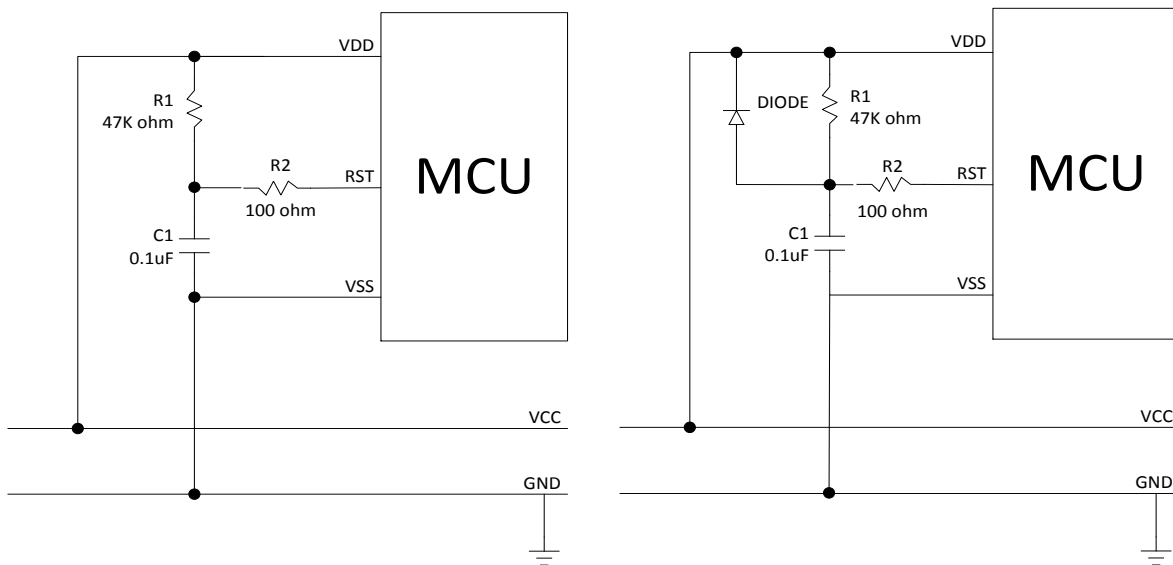 VDD
R1
47K ohm
R2
RST
100 ohm
MCU
C1
0.1uF
VSS
VCC
GND
VDD
DIODE
R1
47K ohm
R2
RST
100 ohm
MCU
C1
0.1uF
VSS
VCC
GND